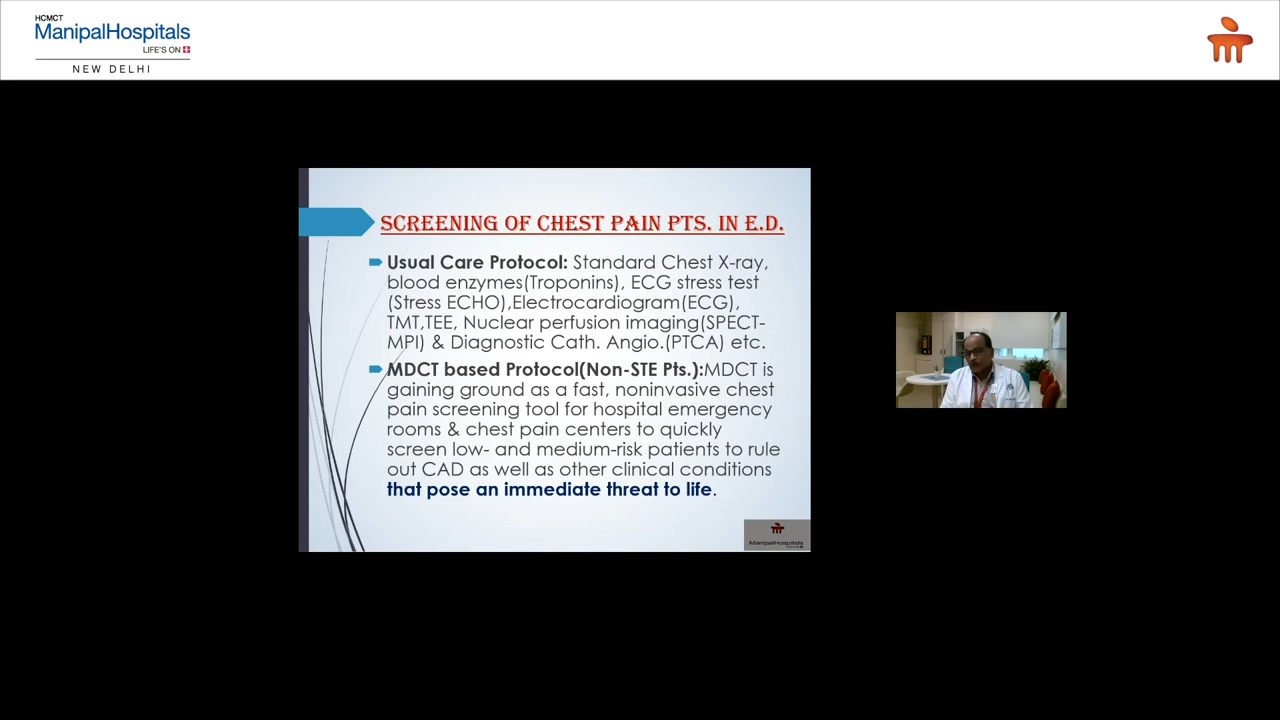 HCMCT
ManipalHospitals
LIFE'S ON
NEW DELHI
SCREENING OF CHEST PAIN PTS. IN E.D.
Usual Care Protocol: Standard Chest X-ray,
blood enzymes(Troponins), ECG stress test
(Stress ECHO),Electrocardiogram(ECG),
TMT,TEE, Nuclear perfusion imaging(SPECT-
MPI) & Diagnostic Cath. Angio.(PTCA) etc.
MDCT based Protocol(Non-STE Pts.):MDCT is
gaining ground as a fast, noninvasive chest
pain screening tool for hospital emergency
rooms & chest pain centers to quickly
screen low- and medium-risk patients to rule
out CAD as well as other clinical conditions
that pose an immediate threat to life.
ManipalHospitals